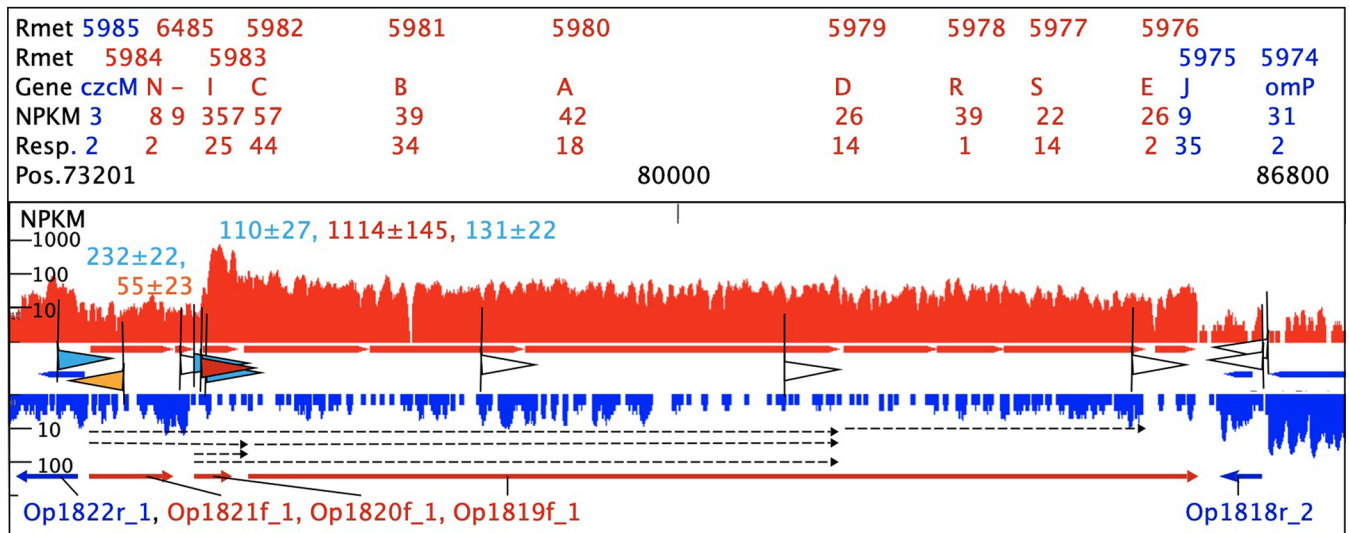 Rmet 5985 6485 5982 5981 5980 5979 5978 5977 5976
Rmet 5984 5983 5975 5974
Gene czcM N – I C B A D R S E J omP
NPKM 3 8 9 357 57 39 42 26 39 22 26 9 31
Resp. 2 2 25 44 34 18 14 1 14 2 35 2
Pos.73201 80000 86800
NPKM
1000
110±27, 1114±145, 131±22
232±22,
100
55±23
10
10
100
Op1822r_1, Op1821f_1, Op1820f_1, Op1819f_1 Op1818r_2